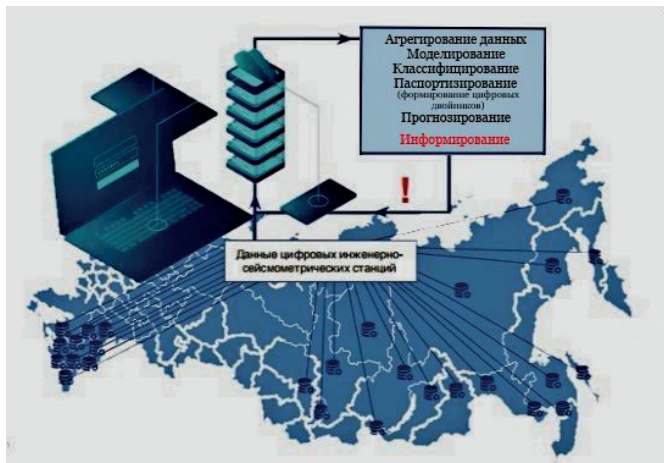 Агрегирование данных
Моделирование
Классифицирование
Паспортизирование
(формирование цифровых
двойников)
Прогнозирование
Информирование
!
Данные цифровых инженерно-
сейсмометрических станций